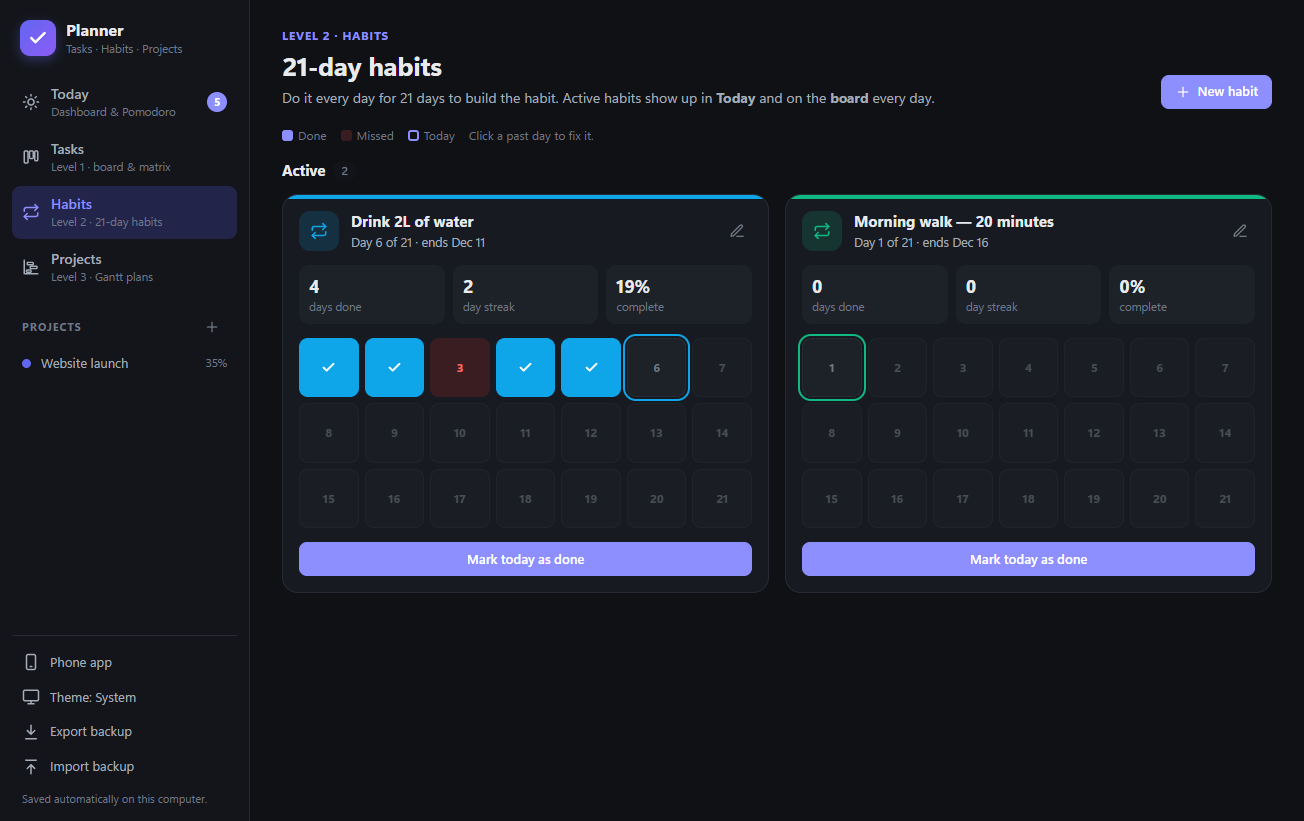 Planner
Tasks · Habits · Projects
Today
Dashboard & Pomodoro
5
Tasks
Level 1 · board & matrix
Habits
Level 2 · 21-day habits
Projects
Level 3 · Gantt plans
PROJECTS
Website launch 35%
Phone app
Theme: System
Export backup
Import backup
Saved automatically on this computer.
LEVEL 2 · HABITS
21-day habits
Do it every day for 21 days to build the habit. Active habits show up in Today and on the board every day.
New habit
Done Missed Today Click a past day to fix it.
Active 2
Drink 2L of water
Day 6 of 21 · ends Dec 11
4 2 19%
days done day streak complete
3 6 7
8 9 10 11 12 13 14
15 16 17 18 19 20 21
Mark today as done
Morning walk — 20 minutes
Day 1 of 21 · ends Dec 16
0 0 0%
days done day streak complete
1 2 3 4 5 6 7
8 9 10 11 12 13 14
15 16 17 18 19 20 21
Mark today as done